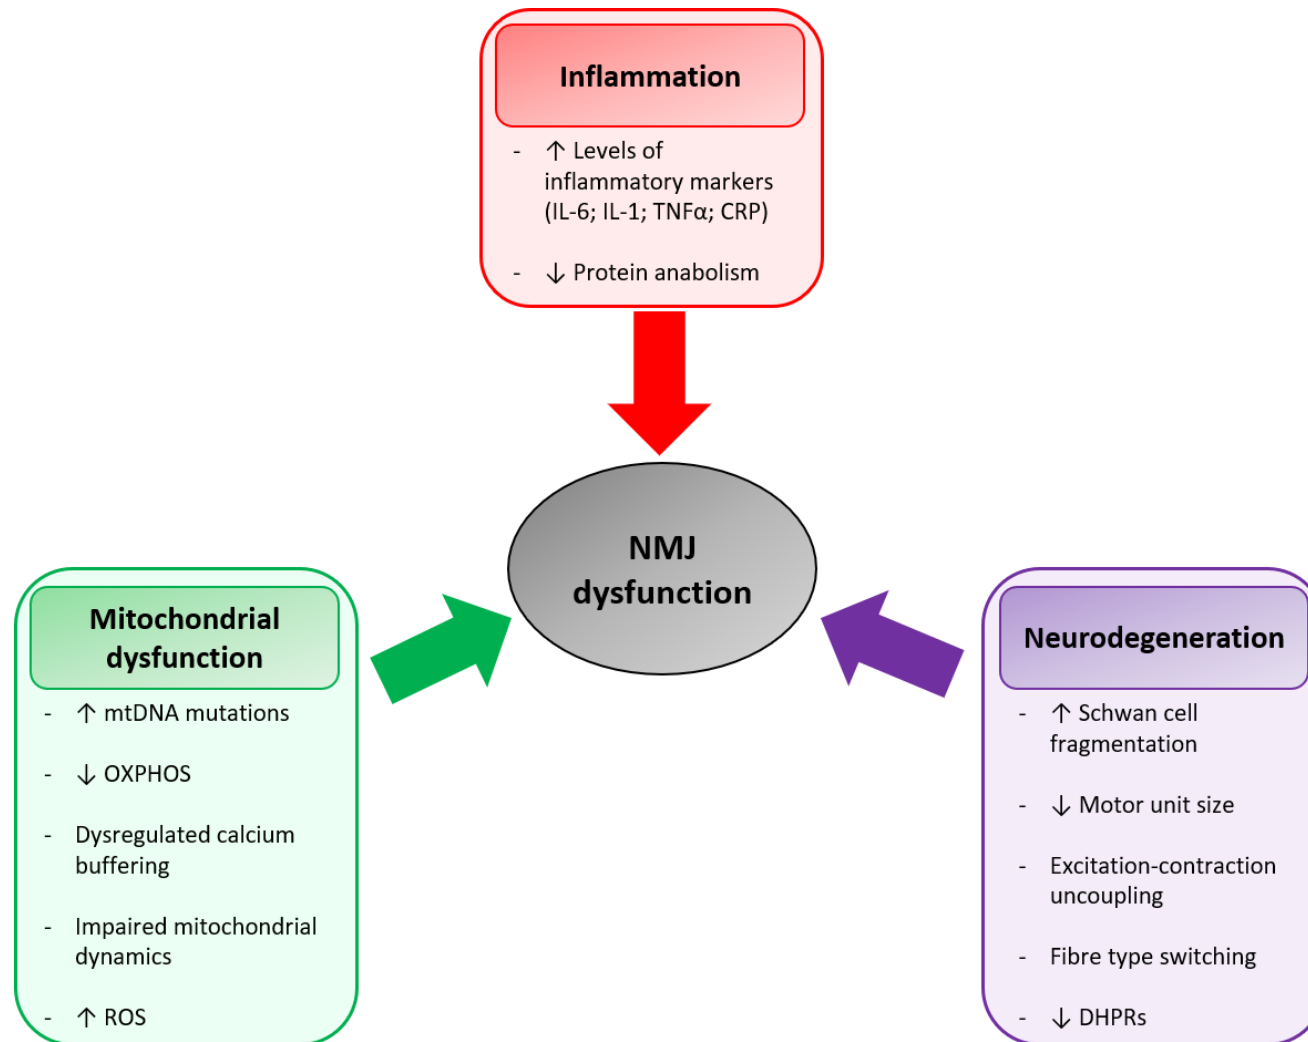 Inflammation
- ↑ Levels of
inflammatory markers
(IL-6; IL-1; TNFα; CRP)
- ↓ Protein anabolism
NMJ
dysfunction
Mitochondrial
dysfunction
- ↑ mtDNA mutations
- ↓ OXPHOS
- Dysregulated calcium
buffering
- Impaired mitochondrial
dynamics
- ↑ ROS
Neurodegeneration
- ↑ Schwan cell
fragmentation
- ↓ Motor unit size
- Excitation-contraction
uncoupling
- Fibre type switching
- ↓ DHPRs